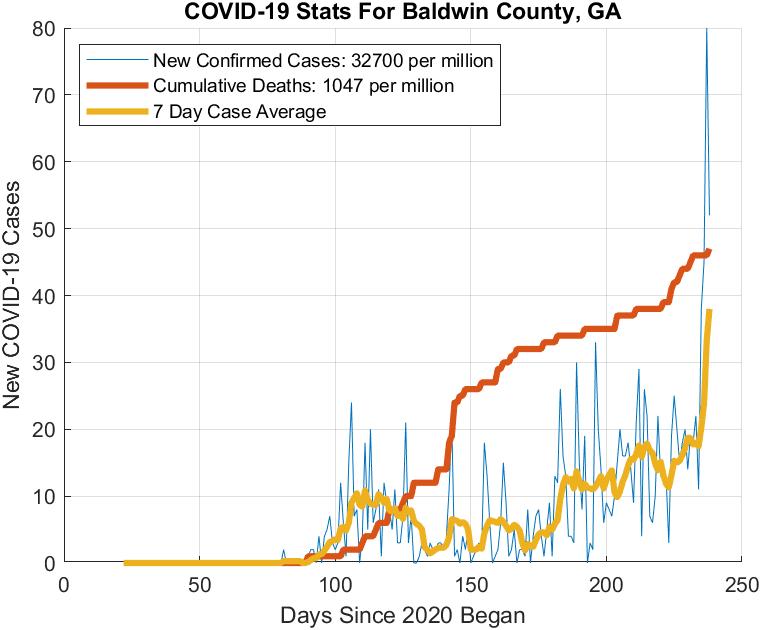 COVID-19 Stats For Baldwin County, GA
New Confirmed Cases: 32700 per million
Cumulative Deaths: 1047 per million
7 Day Case Average
New COVID-19 Cases
80
70
60
50
40
30
20
10
0
0 50 100 150 200 250
Days Since 2020 Began